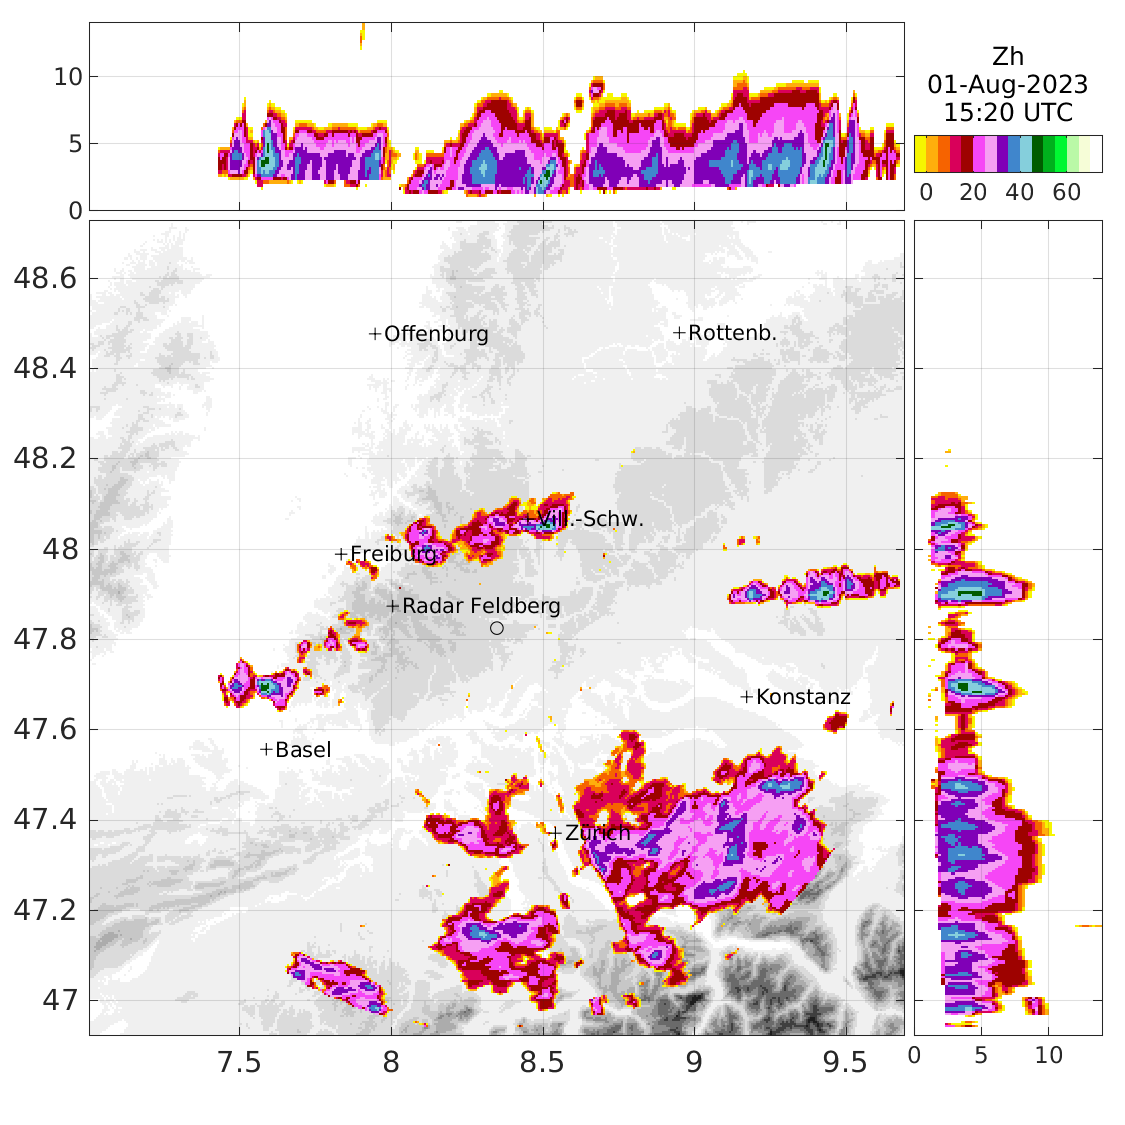 10
5
0
Zh
01-Aug-2023
15:20 UTC
0 20 40 60
48.6
48.4
48.2
48
47.8
47.6
47.4
47.2
47
Offenburg
Rottenb.
Vill.-Schw.
Freiburg
Radar Feldberg
Konstanz
Basel
Zürich
7.5 8 8.5 9 9.5
0 5 10